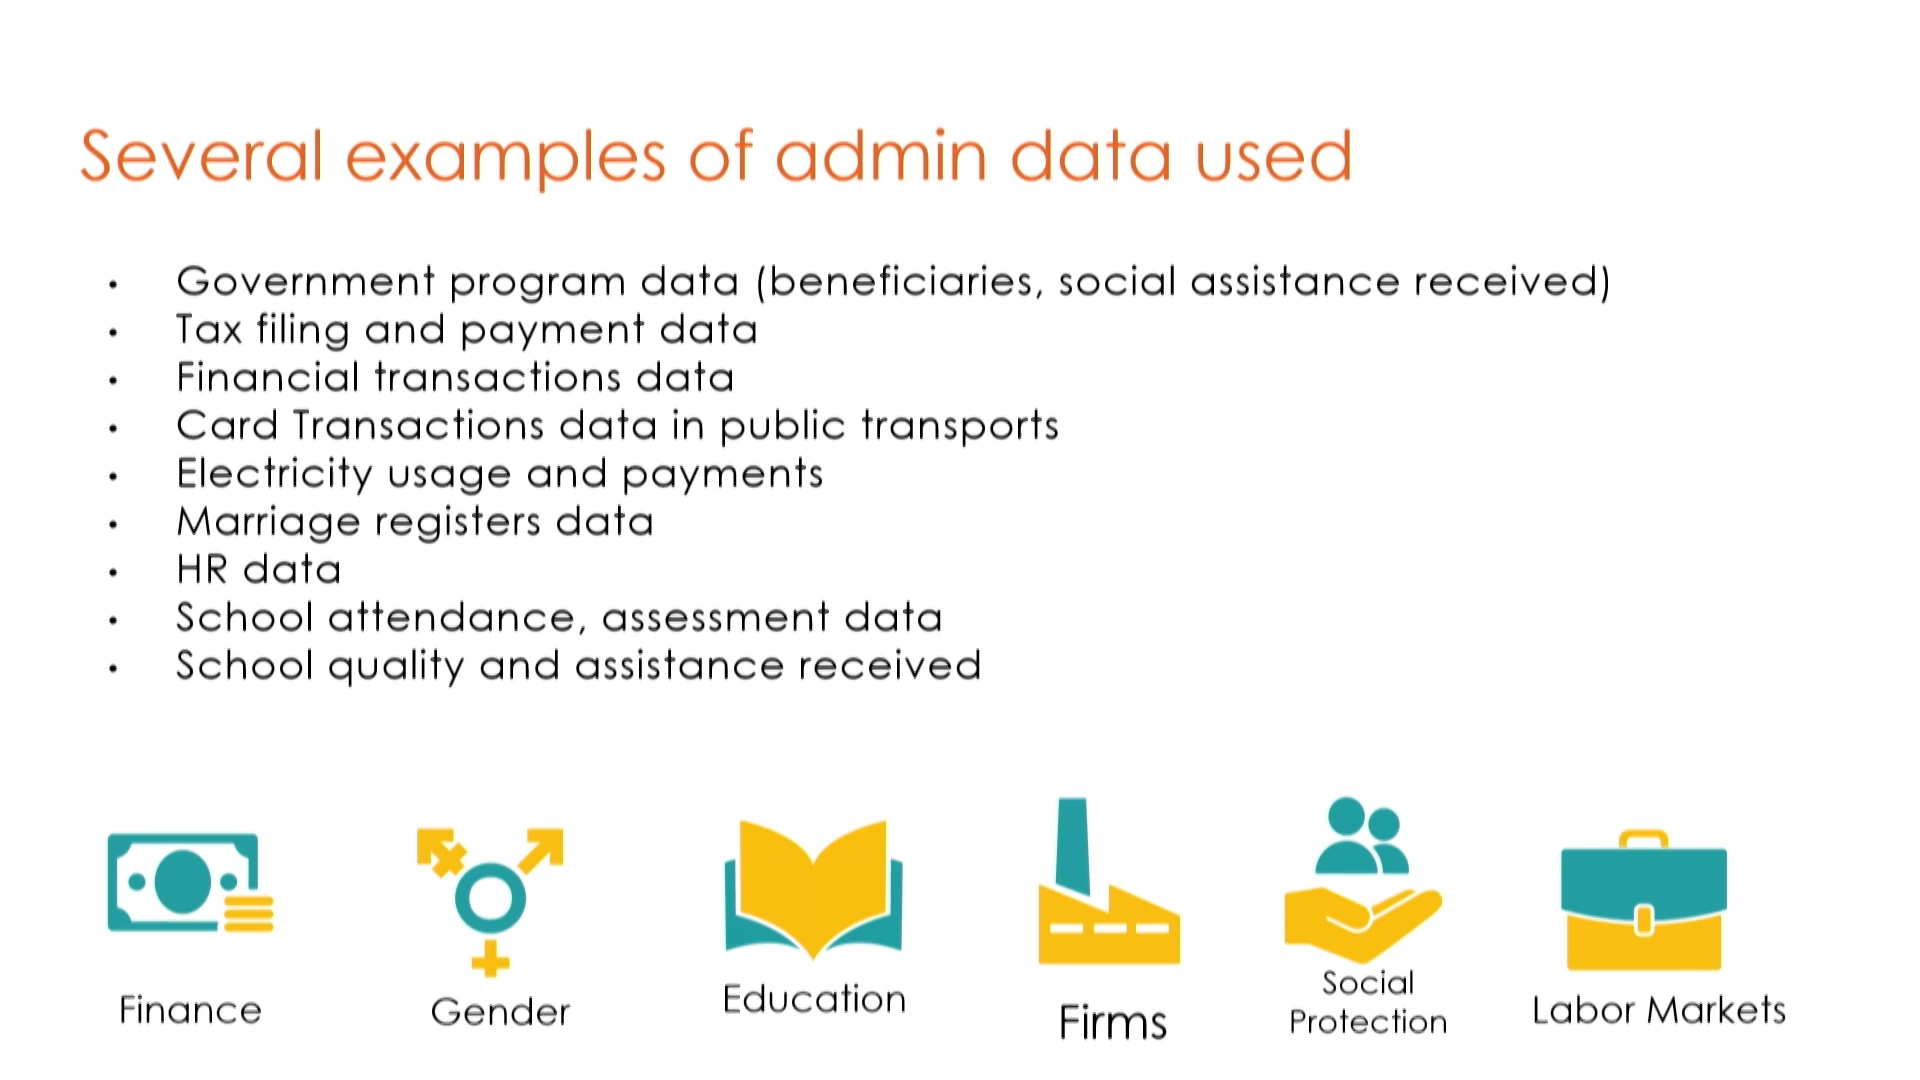 Several examples of admin data used
• Government program data (beneficiaries, social assistance received)
• Tax filing and payment data
• Financial transactions data
• Card Transactions data in public transports
• Electricity usage and payments
• Marriage registers data
• HR data
• School attendance, assessment data
• School quality and assistance received
Finance
Gender
Education
Firms
Social
Protection
Labor Markets